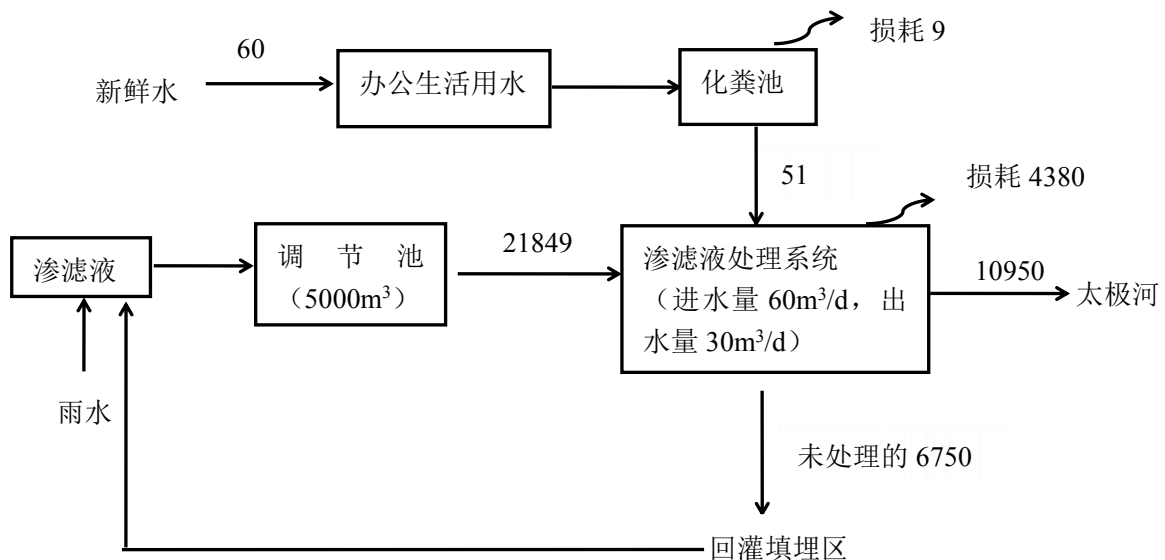 损耗 9
60
新鲜水
办公生活用水
化粪池
51
损耗 4380
渗滤液
调节池
（5000m³）
21849
渗滤液处理系统
（进水量 60m³/d，出
水量 30m³/d）
10950
太极河
雨水
未处理的 6750
回灌填埋区